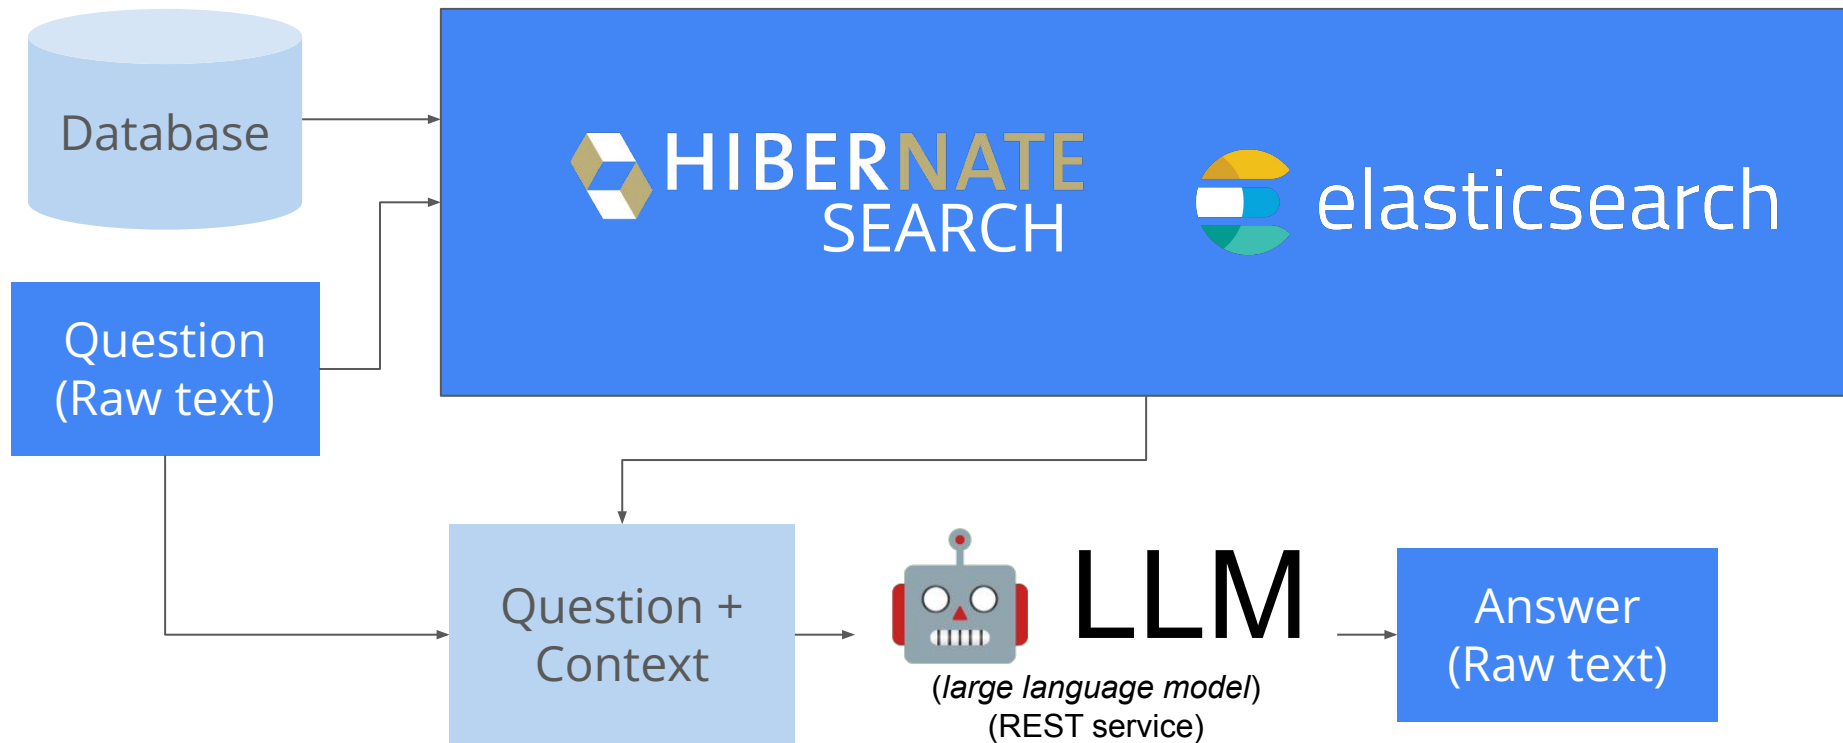 Database
HIBERNATE
SEARCH
elasticsearch
Question
(Raw text)
Question +
Context
LLM
(large language model)
(REST service)
Answer
(Raw text)